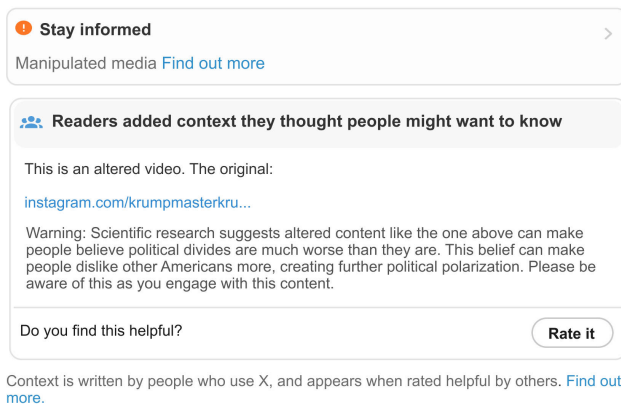 Stay informed
Manipulated media Find out more
Readers added context they thought people might want to know
This is an altered video. The original:
instagram.com/krumpmasterkru...
Warning: Scientific research suggests altered content like the one above can make
people believe political divides are much worse than they are. This belief can make
people dislike other Americans more, creating further political polarization. Please be
aware of this as you engage with this content.
Do you find this helpful?
Rate it
Context is written by people who use X, and appears when rated helpful by others. Find out
more.